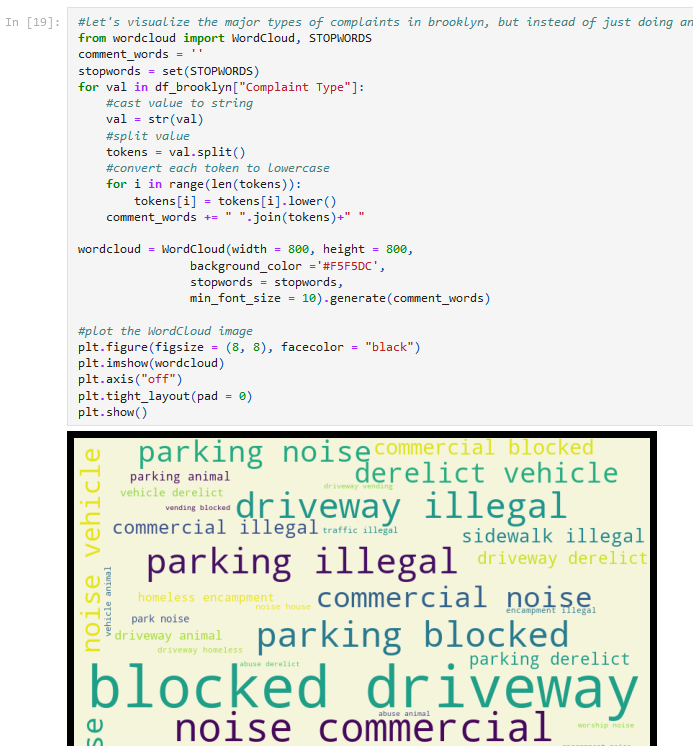 In [19]:
#let's visualize the major types of complaints in brooklyn, but instead of just doing an
from wordcloud import WordCloud, STOPWORDS
comment_words = ''
stopwords = set(STOPWORDS)
for val in df_brooklyn["Complaint Type"]:
    #cast value to string
    val = str(val)
    #split value
    tokens = val.split()
    #convert each token to lowercase
    for i in range(len(tokens)):
        tokens[i] = tokens[i].lower()
    comment_words += " ".join(tokens)+" "
wordcloud = WordCloud(width = 800, height = 800,
                background_color ='#F5F5DC',
                stopwords = stopwords,
                min_font_size = 10).generate(comment_words)
#plot the WordCloud image
plt.figure(figsize = (8, 8), facecolor = "black")
plt.imshow(wordcloud)
plt.axis("off")
plt.tight_layout(pad = 0)
plt.show()
noise vehicle
parking noise
commercial blocked
parking animal
derelict vehicle
vehicle derelict
driveway vending
vending blocked
driveway illegal
commercial illegal
traffic illegal
sidewalk illegal
parking illegal
driveway derelict
vehicle animal
homeless encampment
noise house
commercial noise
encampment illegal
park noise
driveway animal
parking blocked
driveway homeless
abuse derelict
parking derelict
blocked driveway
abuse animal
noise commercial
worship noise
se